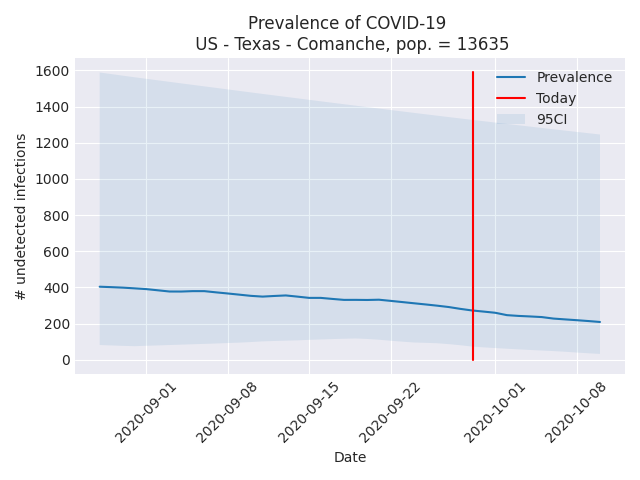 Prevalence of COVID-19
US - Texas - Comanche, pop. = 13635
1600
1400
1200
1000
800
600
400
200
0
# undetected infections
Prevalence
Today
95CI
2020-09-01
2020-09-08
2020-09-15
2020-09-22
2020-10-01
2020-10-08
Date